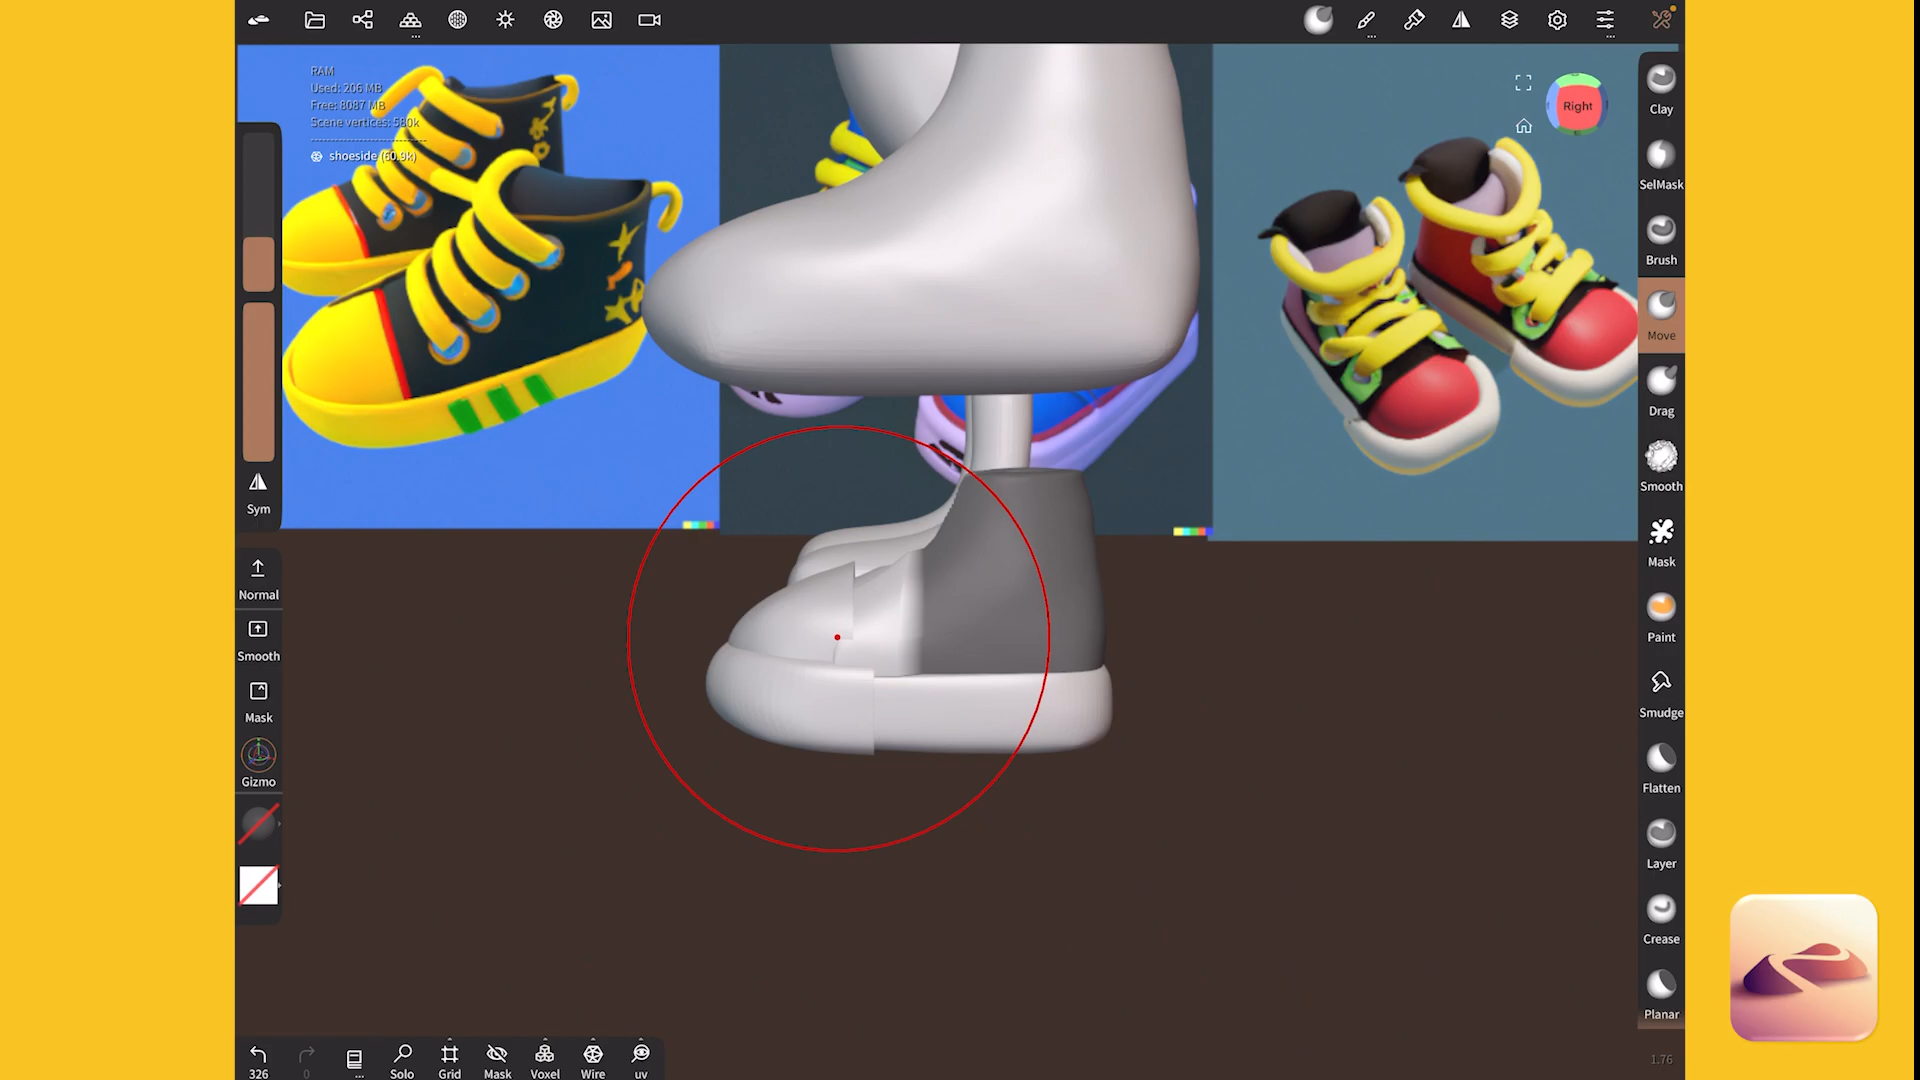 RAM
Used: 206 MB
Free: 8087 MB
Scene vertices: 580k
shoeside (60.9k)
Right
Sym
Normal
Smooth
Mask
Gizmo
Clay
SelMask
Brush
Move
Drag
Smooth
Mask
Paint
Smudge
Flatten
Layer
Crease
Planar
1.76
326
0
Solo
Grid
Mask
Voxel
Wire
uv